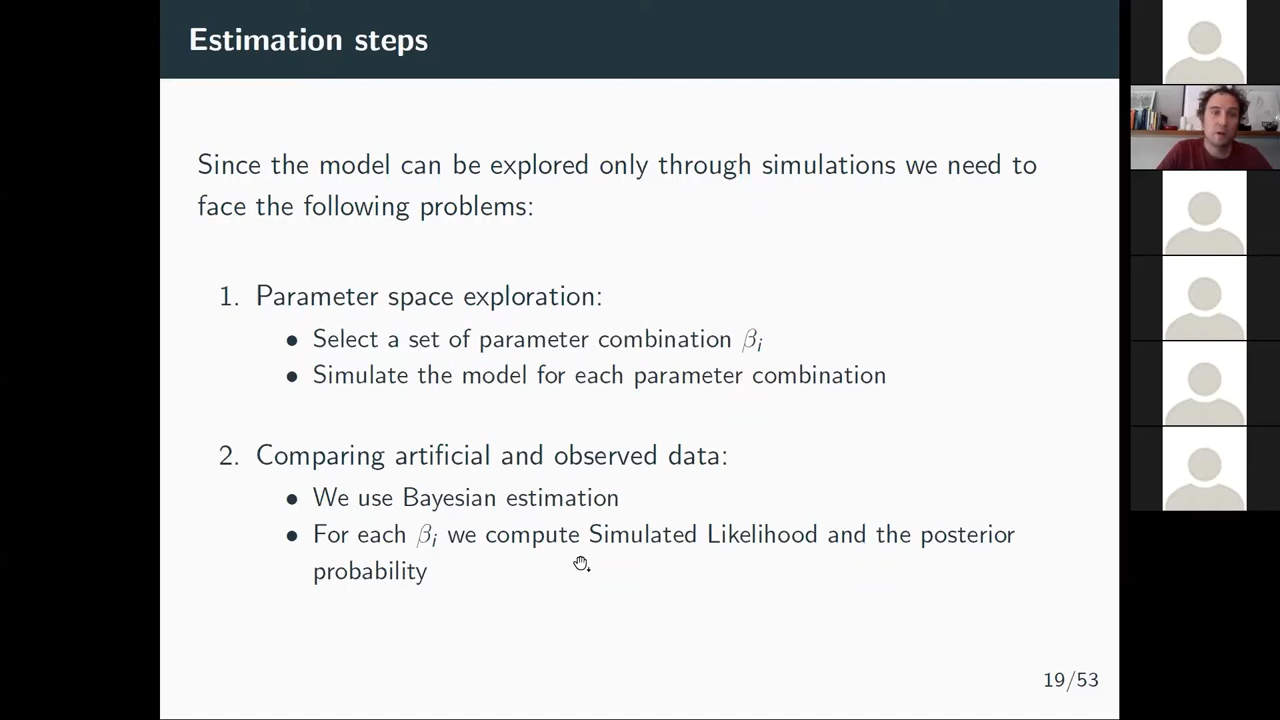 Estimation steps
Since the model can be explored only through simulations we need to
face the following problems:
1. Parameter space exploration:
• Select a set of parameter combination βi
• Simulate the model for each parameter combination
2. Comparing artificial and observed data:
• We use Bayesian estimation
• For each βi we compute Simulated Likelihood and the posterior
probability
19/53